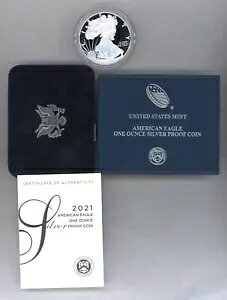 UNITED STATES MINT
AMERICAN EAGLE
ONE OUNCE SILVER PROOF COIN
CERTIFICATE OF AUTHENTICITY
2021
AMERICAN EAGLE
ONE OUNCE
Silver PROOF COIN